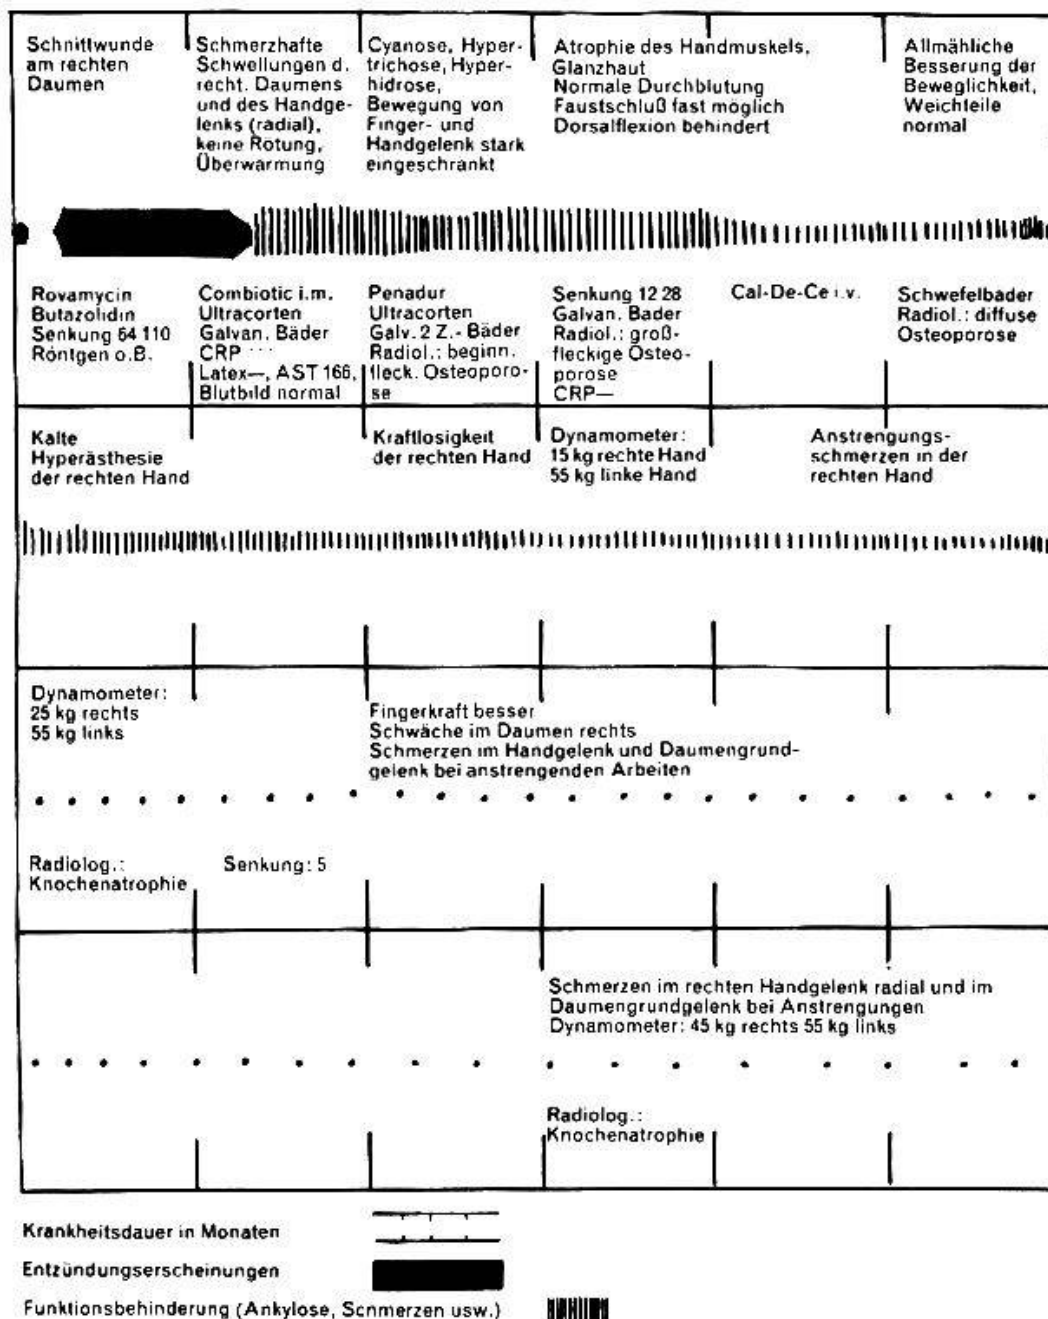 Schnittwunde
am rechten
Daumen
Schmerzhafte
Schwellungen d.
recht. Daumens
und des Handge-
lenks (radial),
keine Rotung,
Überwarmung
Cyanose, Hyper-
trichose, Hyper-
hidrose,
Bewegung von
Finger- und
Handgelenk stark
eingeschrankt
Atrophie des Handmuskels,
Glanzhaut
Normale Durchblutung
Faustschluß fast möglich
Dorsalflexion behindert
Allmähliche
Besserung der
Beweglichkeit,
Weichteile
normal
Rovamycin
Butazolidin
Senkung 64 110
Röntgen o.B.
Combiotic i.m.
Ultracorten
Galvan. Bäder
CRP
Latex—, AST 166,
Blutbild normal
Penadur
Ultracorten
Galv. 2 Z.- Bäder
Radiol.: beginn.
fleck. Osteoporo-
se
Senkung 12 28
Galvan. Bader
Radiol.: groß-
fleckige Osteo-
porose
CRP—
Cal-De-Ce i.v.
Schwefelbader
Radiol.: diffuse
Osteoporose
Kalte
Hyperästhesie
der rechten Hand
Kraftlosigkeit
der rechten Hand
Dynamometer:
15 kg rechte Hand
55 kg linke Hand
Anstrengungs-
schmerzen in der
rechten Hand
Dynamometer:
25 kg rechts
55 kg links
Fingerkraft besser
Schwäche im Daumen rechts
Schmerzen im Handgelenk und Daumengrund-
gelenk bei anstrengenden Arbeiten
Radiolog.:
Knochenatrophie
Senkung: 5
Schmerzen im rechten Handgelenk radial und im
Daumengrundgelenk bei Anstrengungen
Dynamometer: 45 kg rechts 55 kg links
Radiolog.:
Knochenatrophie
Krankheitsdauer in Monaten
Entzündungserscheinungen
Funktionsbehinderung (Ankylose, Schmerzen usw.)